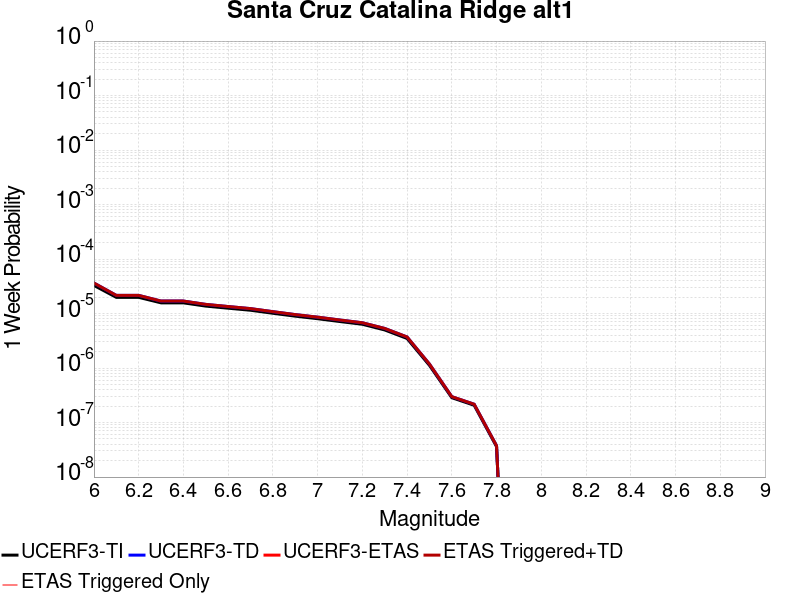 Santa Cruz Catalina Ridge alt1
10^0
10^-1
10^-2
10^-3
10^-4
10^-5
10^-6
10^-7
10^-8
1 Week Probability
6 6.2 6.4 6.6 6.8 7 7.2 7.4 7.6 7.8 8 8.2 8.4 8.6 8.8 9
Magnitude
UCERF3-TI UCERF3-TD UCERF3-ETAS ETAS Triggered+TD
ETAS Triggered Only